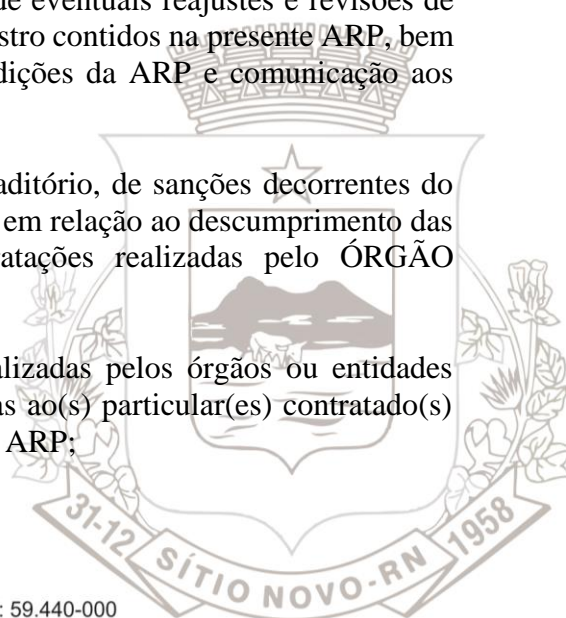 de eventuais reajustes e revisões de
stro contidos na presente ARP, bem
dições da ARP e comunicação aos
aditório, de sanções decorrentes do
em relação ao descumprimento das
ratações realizadas pelo ÓRGÃO
alizadas pelos órgãos ou entidades
as ao(s) particular(es) contratado(s)
ARP;
31-12 SÍTIO NOVO-RN 1958
: 59.440-000